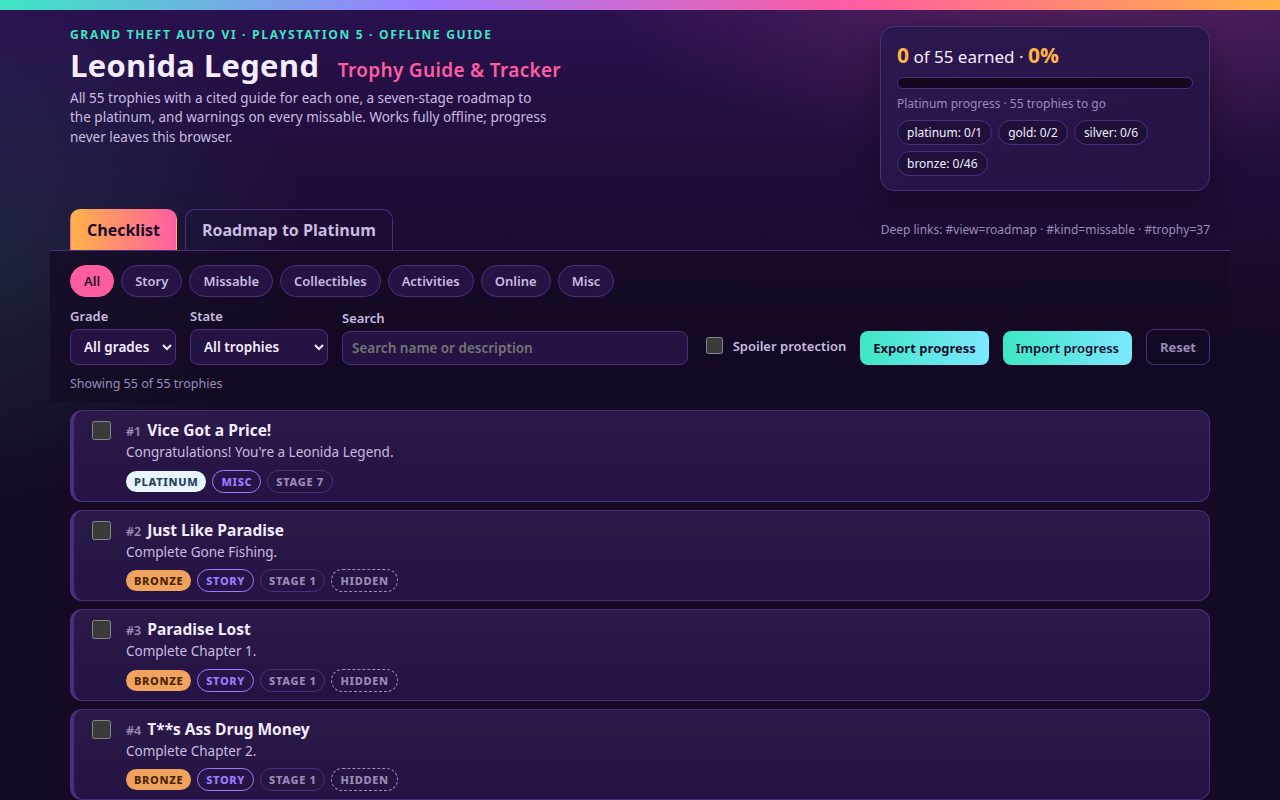 GRAND THEFT AUTO VI · PLAYSTATION 5 · OFFLINE GUIDE
Leonida Legend Trophy Guide & Tracker
All 55 trophies with a cited guide for each one, a seven-stage roadmap to
the platinum, and warnings on every missable. Works fully offline; progress
never leaves this browser.
0 of 55 earned · 0%
Platinum progress · 55 trophies to go
platinum: 0/1 gold: 0/2 silver: 0/6
bronze: 0/46
Checklist Roadmap to Platinum Deep links: #view=roadmap · #kind=missable · #trophy=37
All Story Missable Collectibles Activities Online Misc
Grade State Search
All grades All trophies Search name or description Spoiler protection Export progress Import progress Reset
Showing 55 of 55 trophies
#1 Vice Got a Price!
Congratulations! You're a Leonida Legend.
PLATINUM MISC STAGE 7
#2 Just Like Paradise
Complete Gone Fishing.
BRONZE STORY STAGE 1 HIDDEN
#3 Paradise Lost
Complete Chapter 1.
BRONZE STORY STAGE 1 HIDDEN
#4 T**s Ass Drug Money
Complete Chapter 2.
BRONZE STORY STAGE 1 HIDDEN